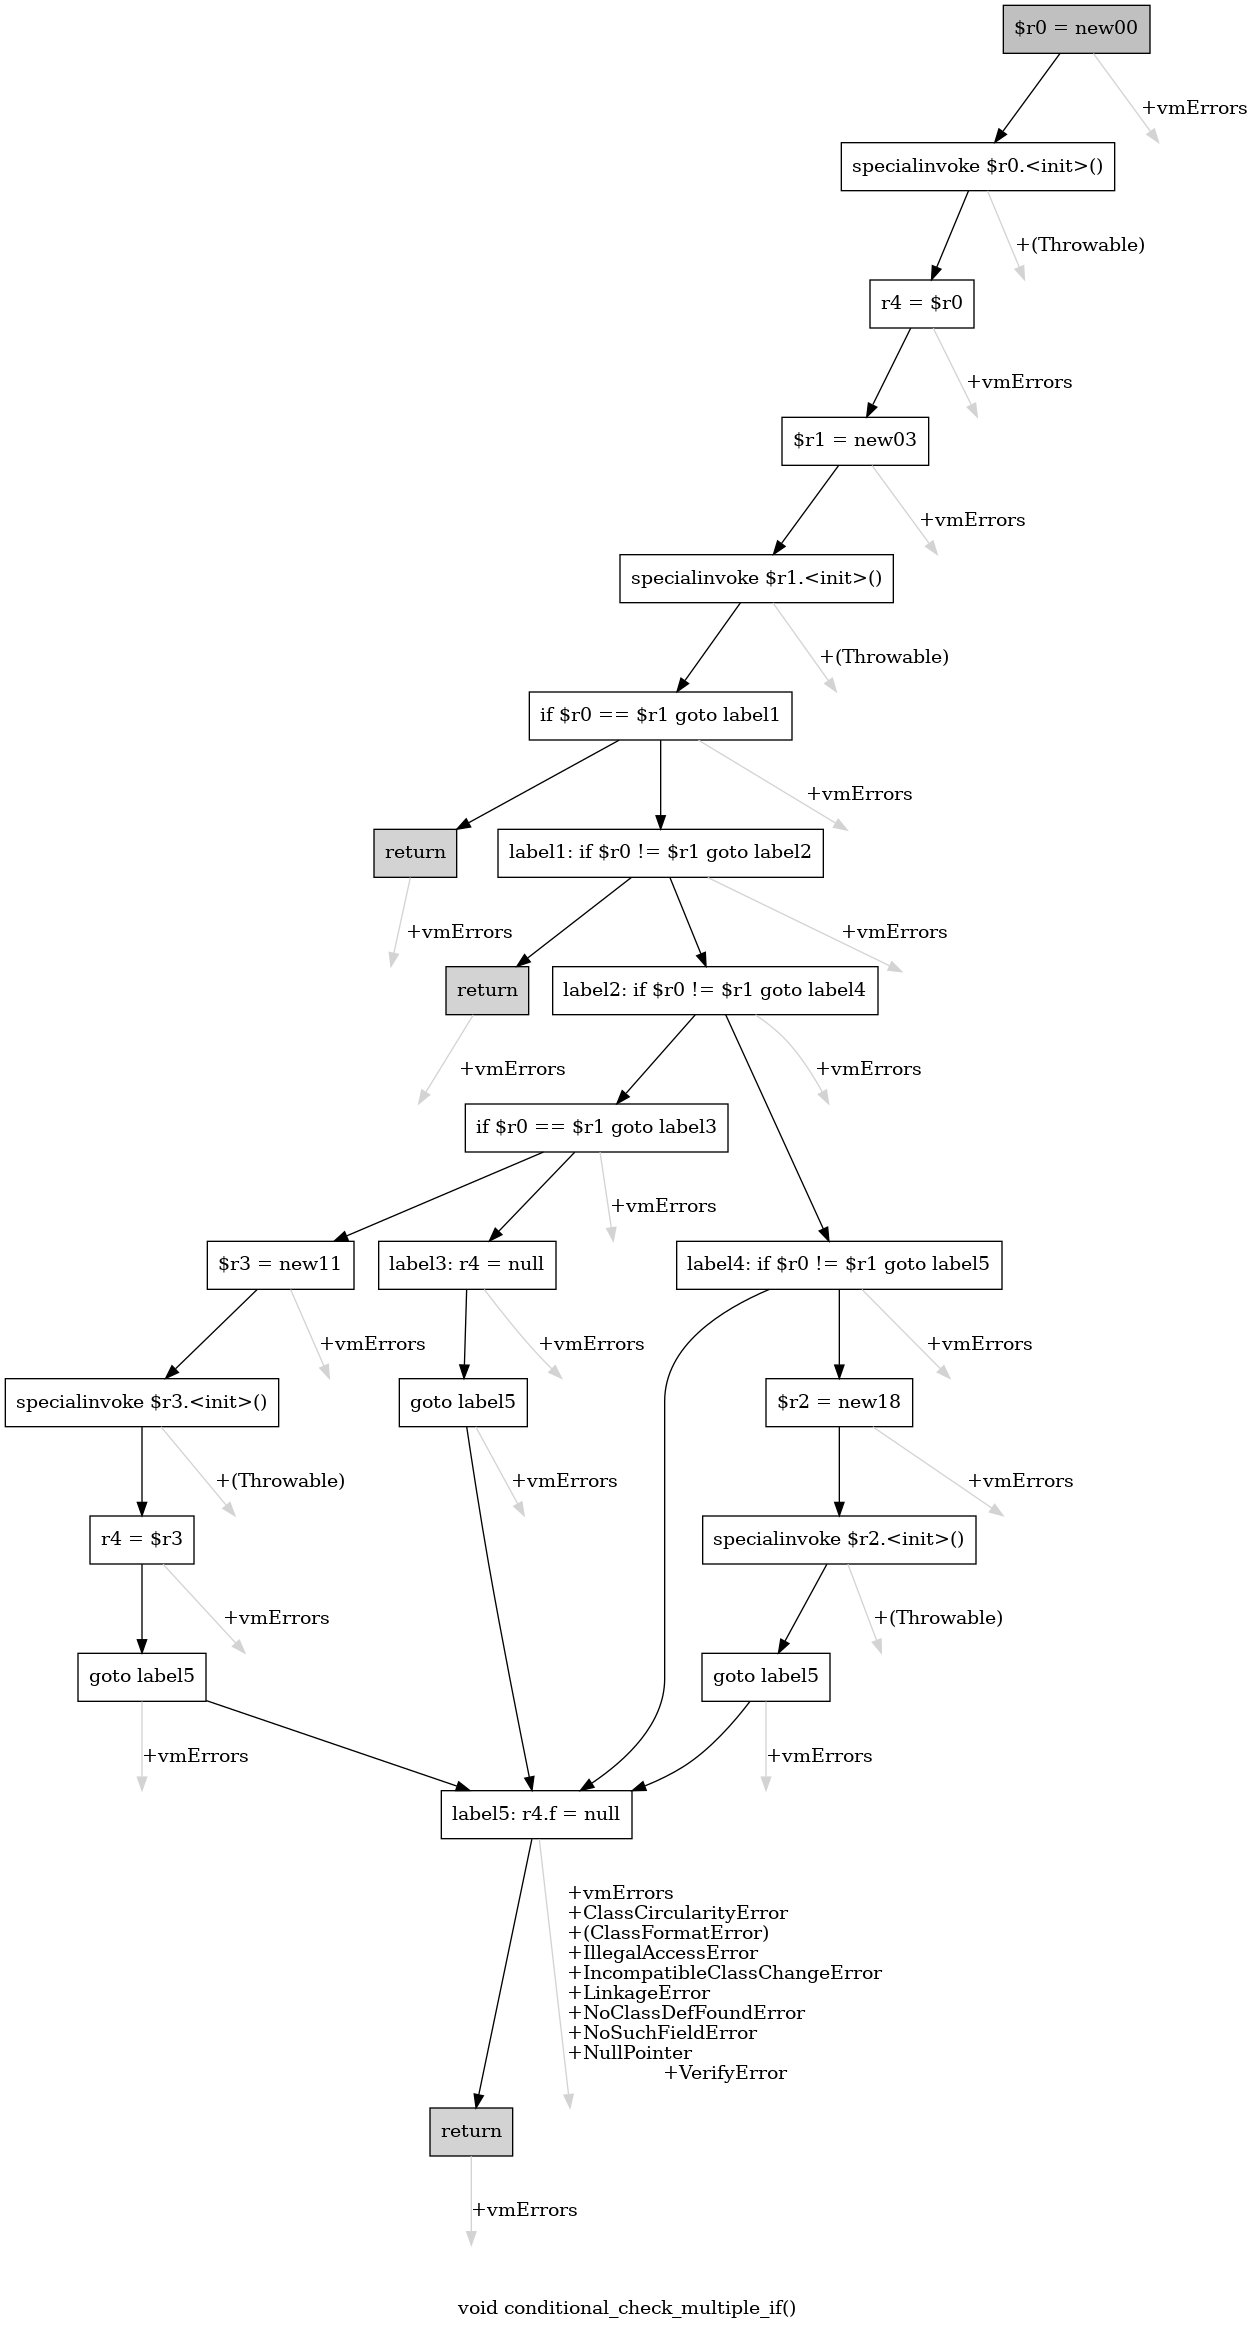 $r0 = new00
+vmErrors
specialinvoke $r0.<init>()
+(Throwable)
r4 = $r0
+vmErrors
$r1 = new03
+vmErrors
specialinvoke $r1.<init>()
+(Throwable)
if $r0 == $r1 goto label1
+vmErrors
return
label1: if $r0 != $r1 goto label2
+vmErrors
+vmErrors
return
label2: if $r0 != $r1 goto label4
+vmErrors
+vmErrors
if $r0 == $r1 goto label3
+vmErrors
$r3 = new11
label3: r4 = null
label4: if $r0 != $r1 goto label5
+vmErrors
+vmErrors
+vmErrors
specialinvoke $r3.<init>()
goto label5
$r2 = new18
+(Throwable)
+vmErrors
+vmErrors
r4 = $r3
specialinvoke $r2.<init>()
+vmErrors
+(Throwable)
goto label5
goto label5
+vmErrors
+vmErrors
label5: r4.f = null
+vmErrors
+ClassCircularityError
+(ClassFormatError)
+IllegalAccessError
+IncompatibleClassChangeError
+LinkageError
+NoClassDefFoundError
+NoSuchFieldError
+NullPointer
+VerifyError
return
+vmErrors
void conditional_check_multiple_if()